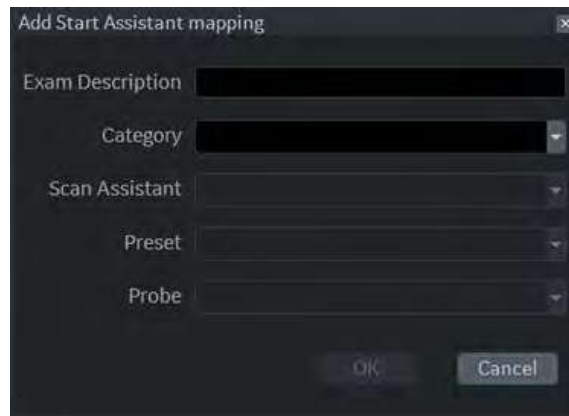 Add Start Assistant mapping
Exam Description
Category
Scan Assistant
Preset
Probe
OK Cancel